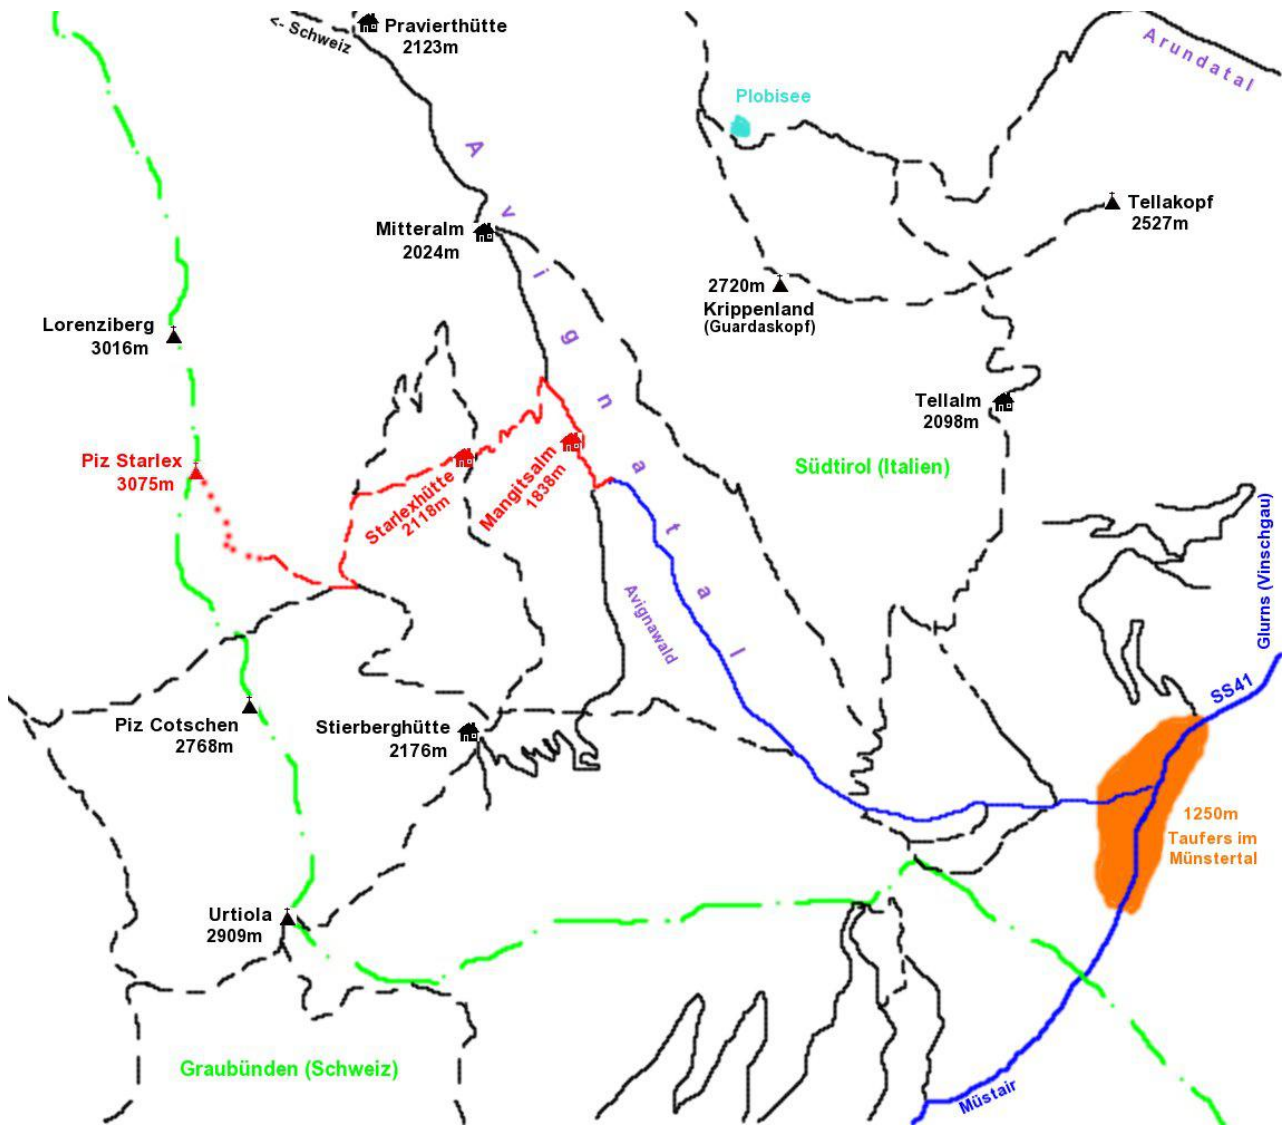 <- Schweiz
Pravierthütte
2123m
Arundatal
Plobisee
Avignatal
Mitteralm
2024m
Tellakopf
2527m
2720m
Krippenland
(Guardaskopf)
Lorenziberg
3016m
Tellalm
2098m
Piz Starlex
3075m
Südtirol (Italien)
Starlexhütte
2118m
Mangitsalm
1838m
Glurns (Vinschgau)
Avignawald
SS41
Piz Cotschen
2768m
Stierberghütte
2176m
1250m
Taufers im
Münstertal
Urtiola
2909m
Graubünden (Schweiz)
Müstair